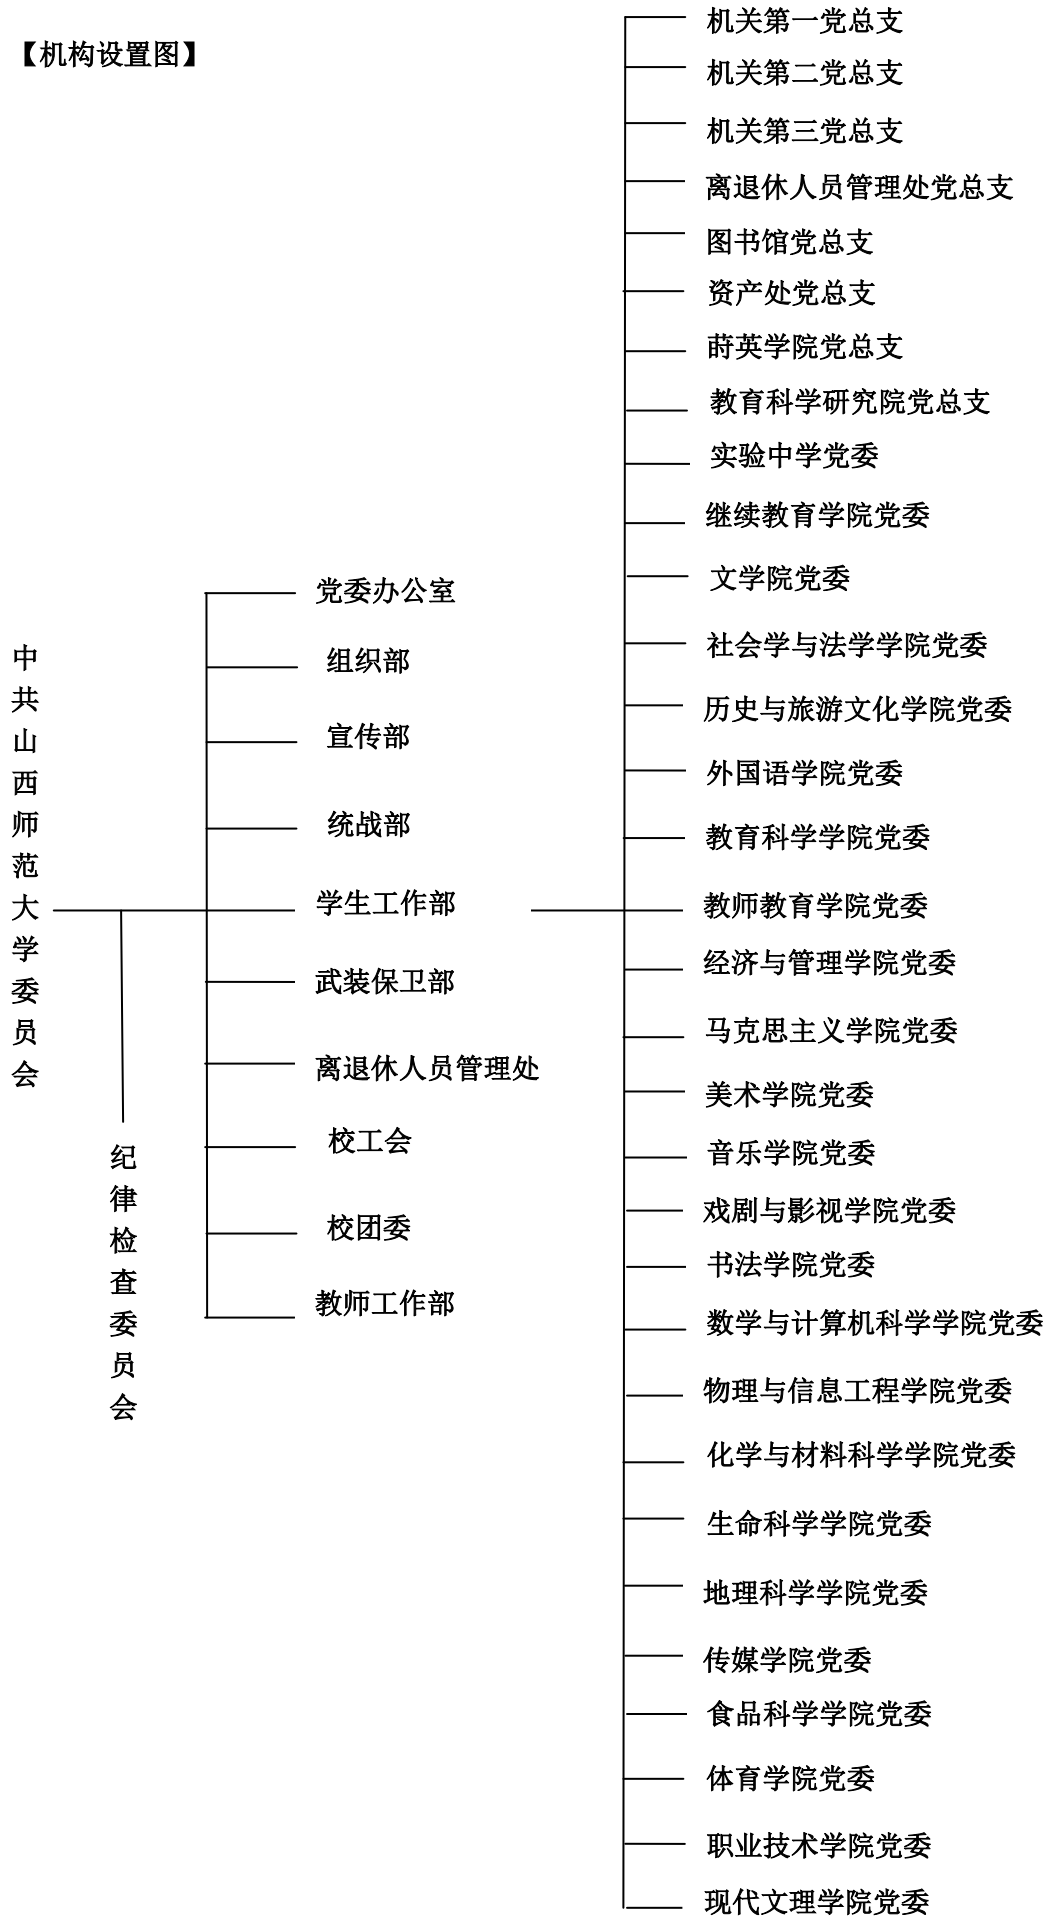 【机构设置图】
中共山西师范大学委员会
纪律检查委员会
党委办公室
组织部
宣传部
统战部
学生工作部
武装保卫部
离退休人员管理处
校工会
校团委
教师工作部
机关第一党总支
机关第二党总支
机关第三党总支
离退休人员管理处党总支
图书馆党总支
资产处党总支
莳英学院党总支
教育科学研究院党总支
实验中学党委
继续教育学院党委
文学院党委
社会学与法学学院党委
历史与旅游文化学院党委
外国语学院党委
教育科学学院党委
教师教育学院党委
经济与管理学院党委
马克思主义学院党委
美术学院党委
音乐学院党委
戏剧与影视学院党委
书法学院党委
数学与计算机科学学院党委
物理与信息工程学院党委
化学与材料科学学院党委
生命科学学院党委
地理科学学院党委
传媒学院党委
食品科学学院党委
体育学院党委
职业技术学院党委
现代文理学院党委